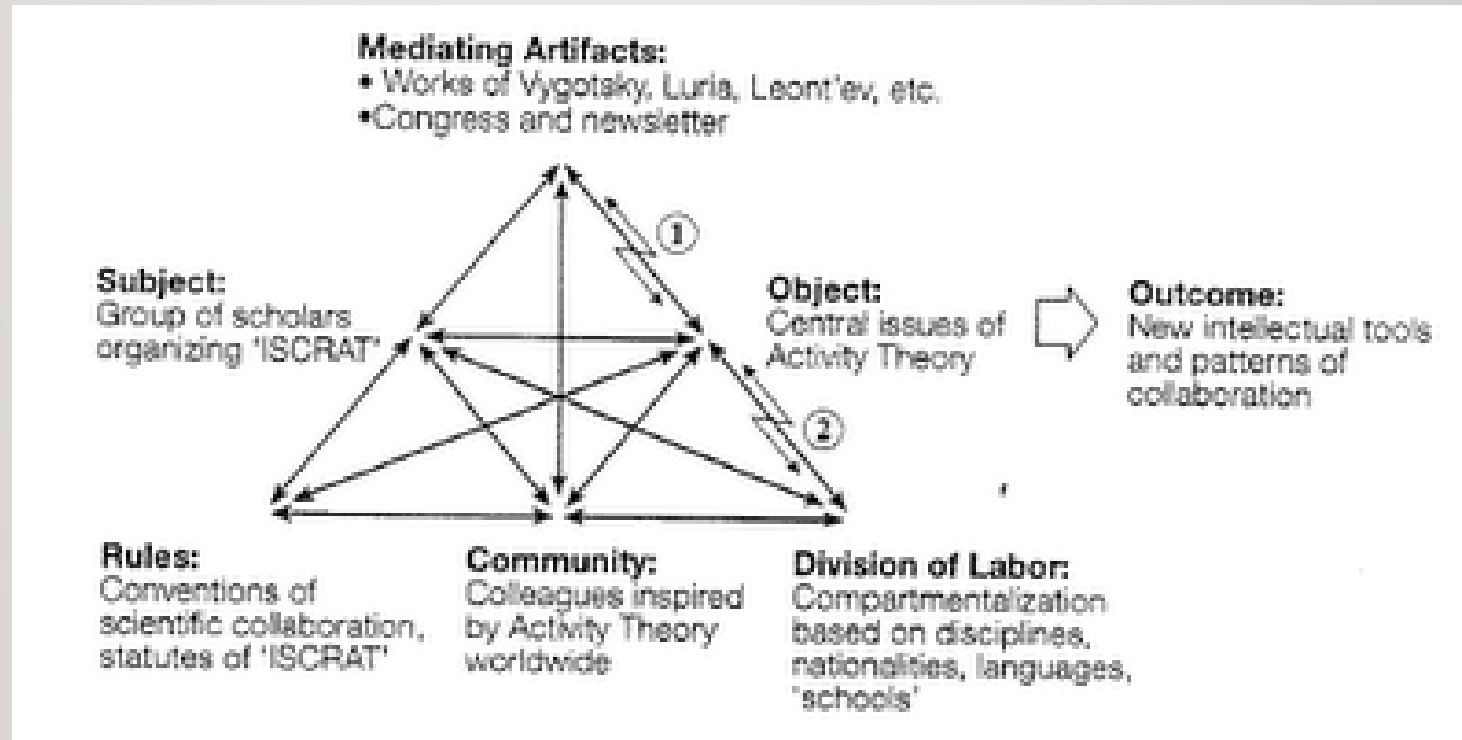 Mediating Artifacts:
• Works of Vygotsky, Luria, Leont'ev, etc.
•Congress and newsletter
①
Subject:
Group of scholars
organizing 'ISCRAT'
Object:
Central issues of
Activity Theory
Outcome:
New intellectual tools
and patterns of
collaboration
②
Rules:
Conventions of
scientific collaboration,
statutes of 'ISCRAT'
Community:
Colleagues inspired
by Activity Theory
worldwide
Division of Labor:
Compartmentalization
based on disciplines,
nationalities, languages,
'schools'